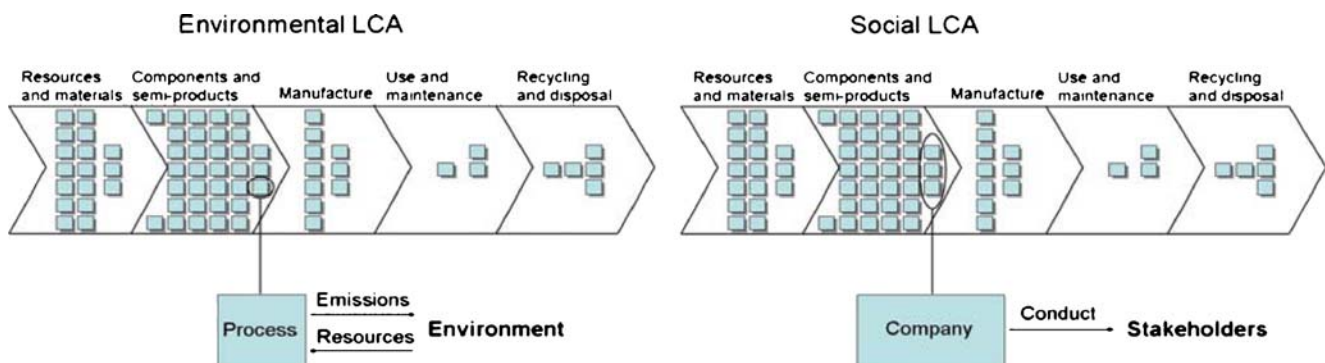 Environmental LCA
Resources
and materials
Components and
semi-products
Manufacture
Use and
maintenance
Recycling
and disposal
Process
Emissions
Resources
Environment
Social LCA
Resources
and materials
Components and
semi-products
Manufacture
Use and
maintenance
Recycling
and disposal
Company
Conduct
Stakeholders